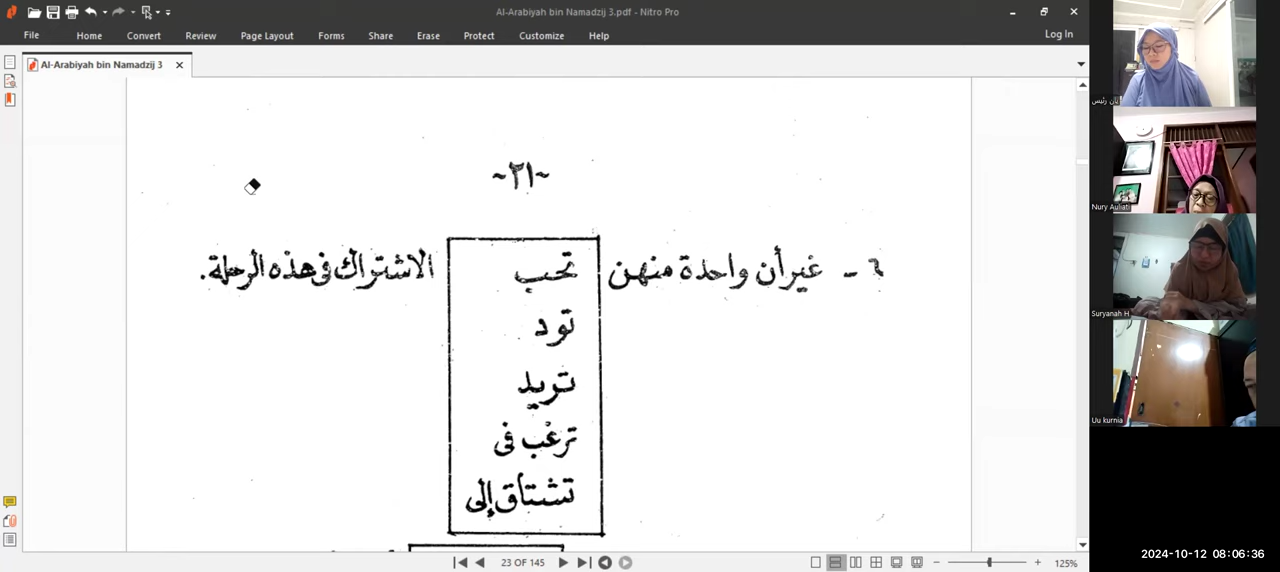 Al-Arabiyah bin Namadzij 3.pdf - Nitro Pro
File Home Convert Review Page Layout Forms Share Erase Protect Customize Help Log In
Al-Arabiyah bin Namadzij 3
~٢١~
٦ - غير أن واحدة منهن تحب الاشتراك في هذه الرحلة.
تود
تريد
ترغب في
تشتاق إلى
23 OF 145
125%
Nury Auliati
Suryanah H
Uu kurnia
2024-10-12 08:06:36